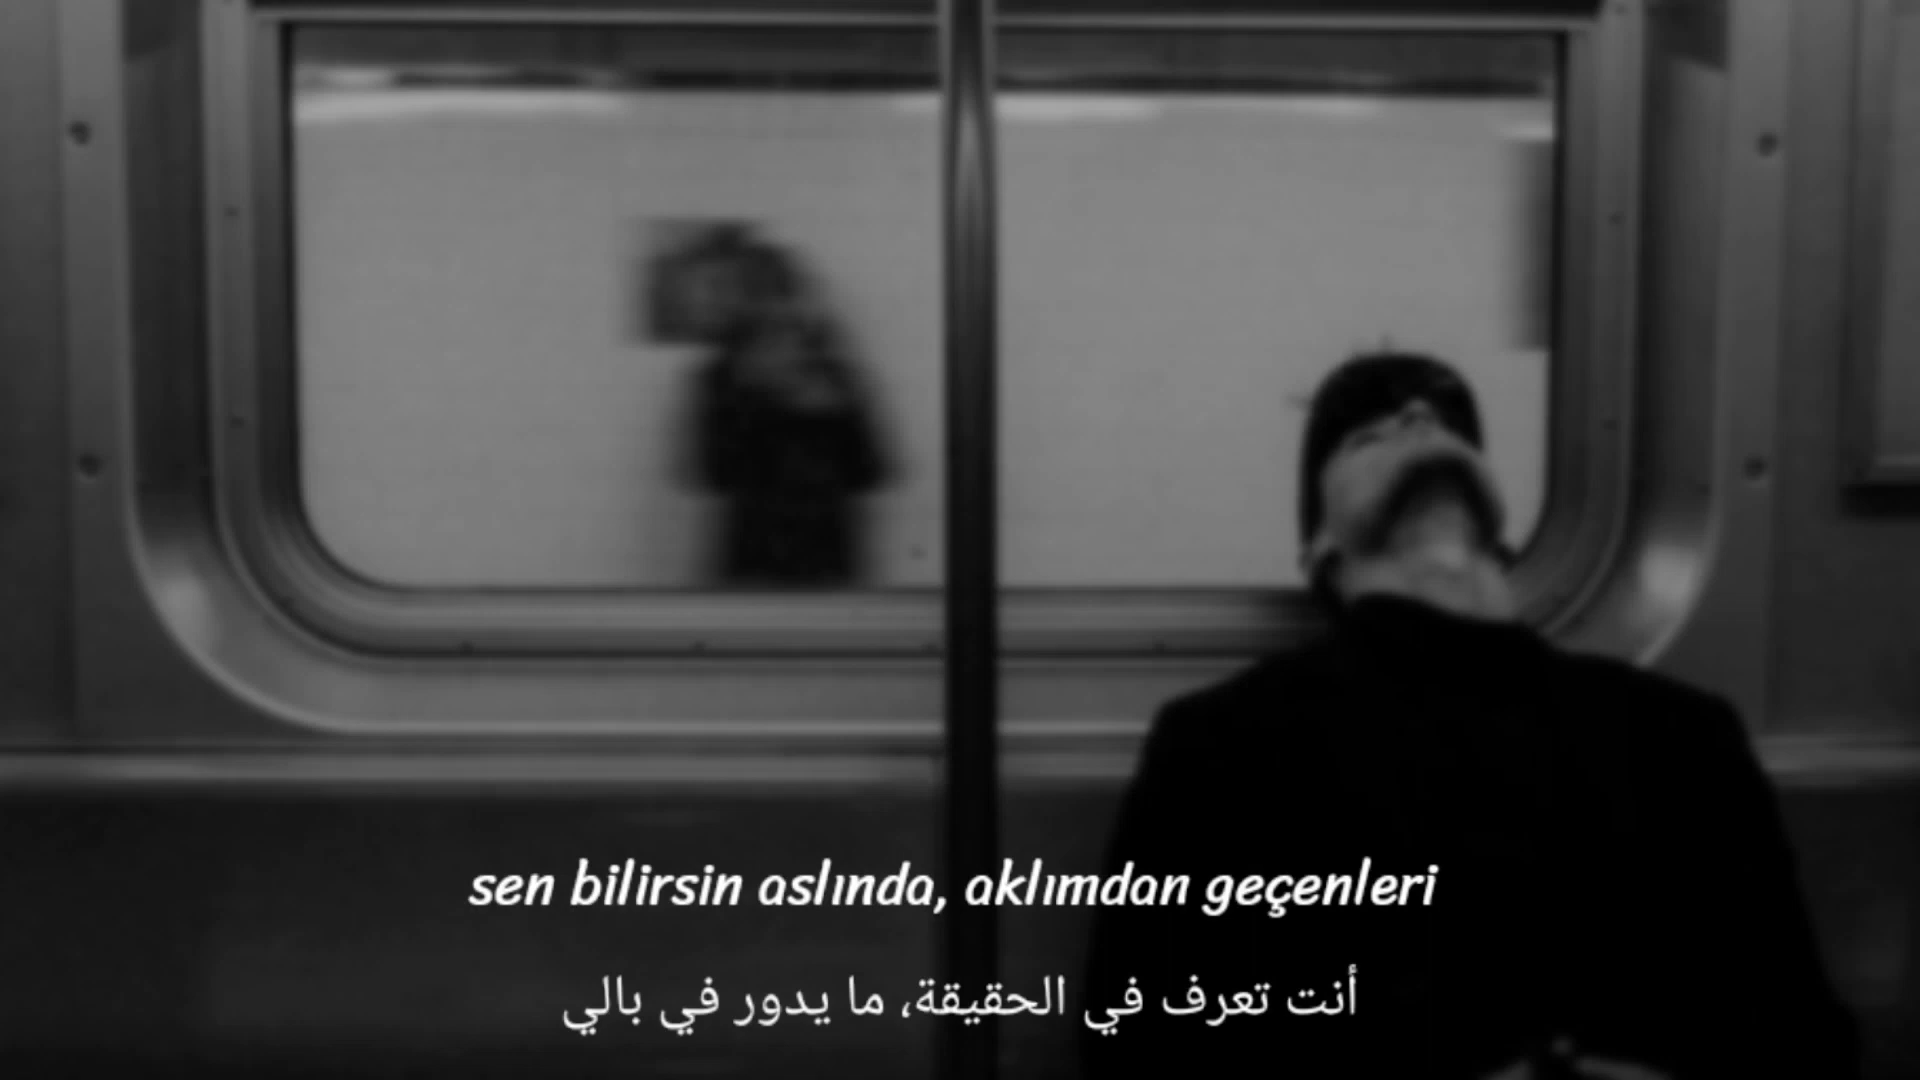 sen bilirsin aslında, aklımdan geçenleri
أنت تعرف في الحقيقة، ما يدور في بالي